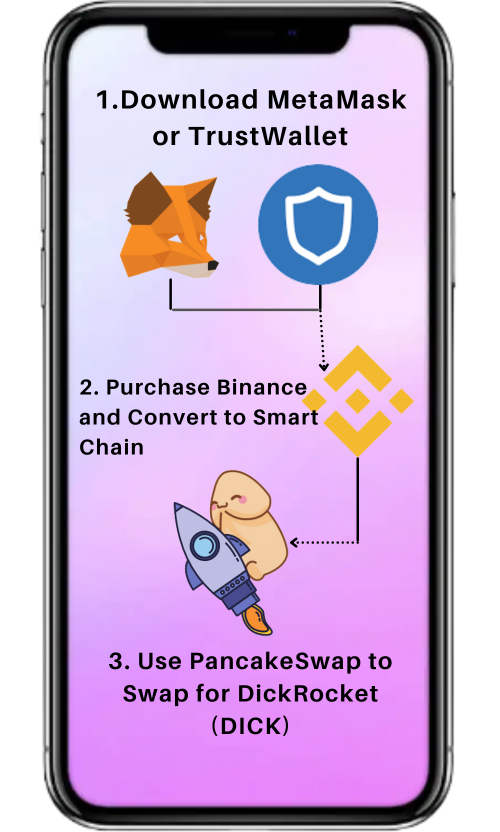 1.Download MetaMask
or TrustWallet
2. Purchase Binance
and Convert to Smart
Chain
3. Use PancakeSwap to
Swap for DickRocket
(DICK)